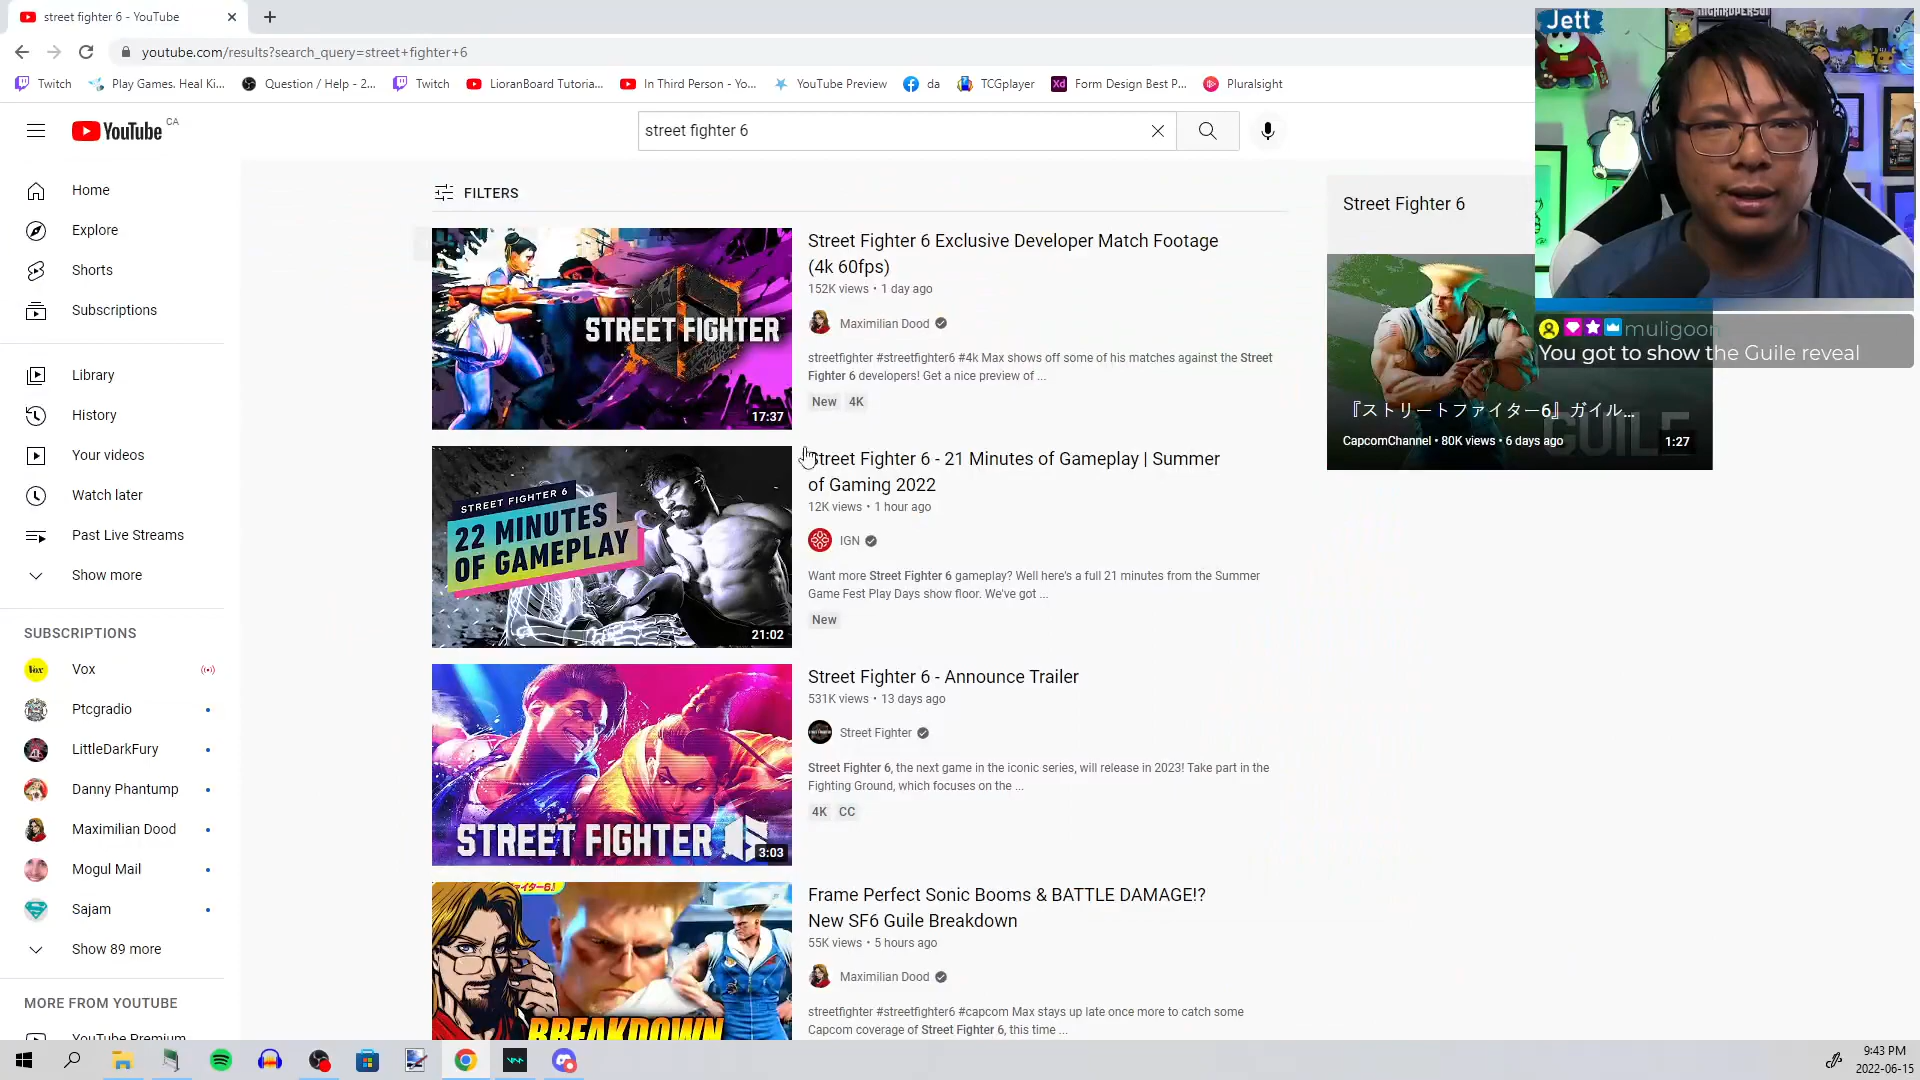 street fighter 6 - YouTube
youtube.com/results?search_query=street+fighter+6
Twitch
Play Games. Heal Ki...
Question / Help - 2...
Twitch
LioranBoard Tutoria...
In Third Person - Yo...
YouTube Preview
da
TCGplayer
Form Design Best P...
Pluralsight
YouTube CA
street fighter 6
Home
Explore
Shorts
Subscriptions
Library
History
Your videos
Watch later
Past Live Streams
Show more
SUBSCRIPTIONS
Vox
Ptcgradio
LittleDarkFury
Danny Phantump
Maximilian Dood
Mogul Mail
Sajam
Show 89 more
MORE FROM YOUTUBE
YouTube Premium
FILTERS
STREET FIGHTER
17:37
Street Fighter 6 Exclusive Developer Match Footage
(4k 60fps)
152K views • 1 day ago
Maximilian Dood
streetfighter #streetfighter6 #4k Max shows off some of his matches against the Street
Fighter 6 developers! Get a nice preview of ...
New 4K
STREET FIGHTER 6
22 MINUTES
OF GAMEPLAY
21:02
Street Fighter 6 - 21 Minutes of Gameplay | Summer
of Gaming 2022
12K views • 1 hour ago
IGN
Want more Street Fighter 6 gameplay? Well here's a full 21 minutes from the Summer
Game Fest Play Days show floor. We've got ...
New
STREET FIGHTER 6
3:03
Street Fighter 6 - Announce Trailer
531K views • 13 days ago
Street Fighter
Street Fighter 6, the next game in the iconic series, will release in 2023! Take part in the
Fighting Ground, which focuses on the ...
4K CC
BREAKDOWN
Frame Perfect Sonic Booms & BATTLE DAMAGE!?
New SF6 Guile Breakdown
55K views • 5 hours ago
Maximilian Dood
streetfighter #streetfighter6 #capcom Max stays up late once more to catch some
Capcom coverage of Street Fighter 6, this time ...
Street Fighter 6
『ストリートファイター6』ガイル...
CapcomChannel • 80K views • 6 days ago
GUILE
1:27
Jett
muligoon
You got to show the Guile reveal
9:43 PM
2022-06-15